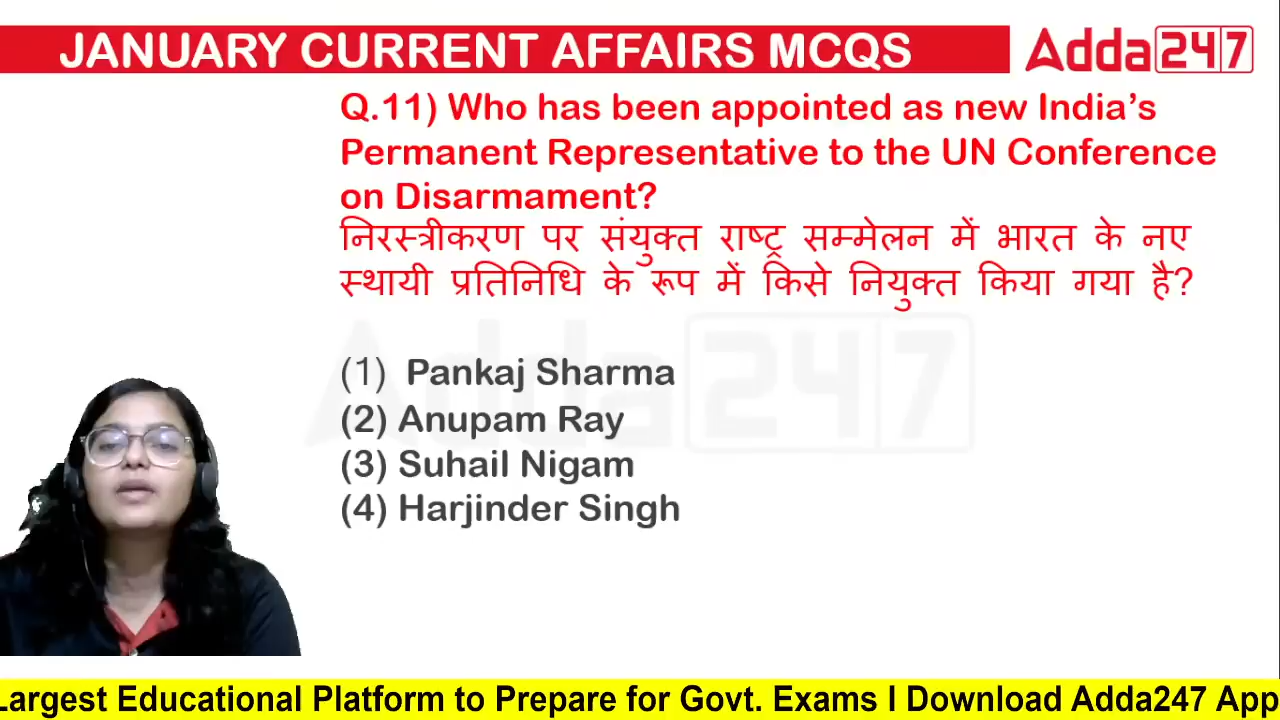 JANUARY CURRENT AFFAIRS MCQS
Adda247
Q.11) Who has been appointed as new India’s
Permanent Representative to the UN Conference
on Disarmament?
निरस्त्रीकरण पर संयुक्त राष्ट्र सम्मेलन में भारत के नए
स्थायी प्रतिनिधि के रूप में किसे नियुक्त किया गया है?
Adda247
(1) Pankaj Sharma
(2) Anupam Ray
(3) Suhail Nigam
(4) Harjinder Singh
Largest Educational Platform to Prepare for Govt. Exams I Download Adda247 App